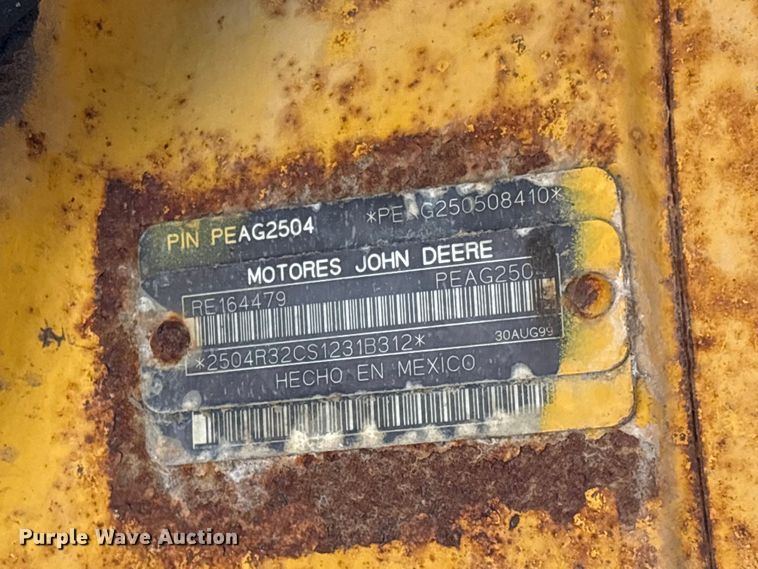 PIN PEAG2504 *PEAG250508410*
MOTORES JOHN DEERE
RE164479 PEAG250
*2504R32CS1231B312* 30AUG99
HECHO EN MEXICO
Purple Wave Auction